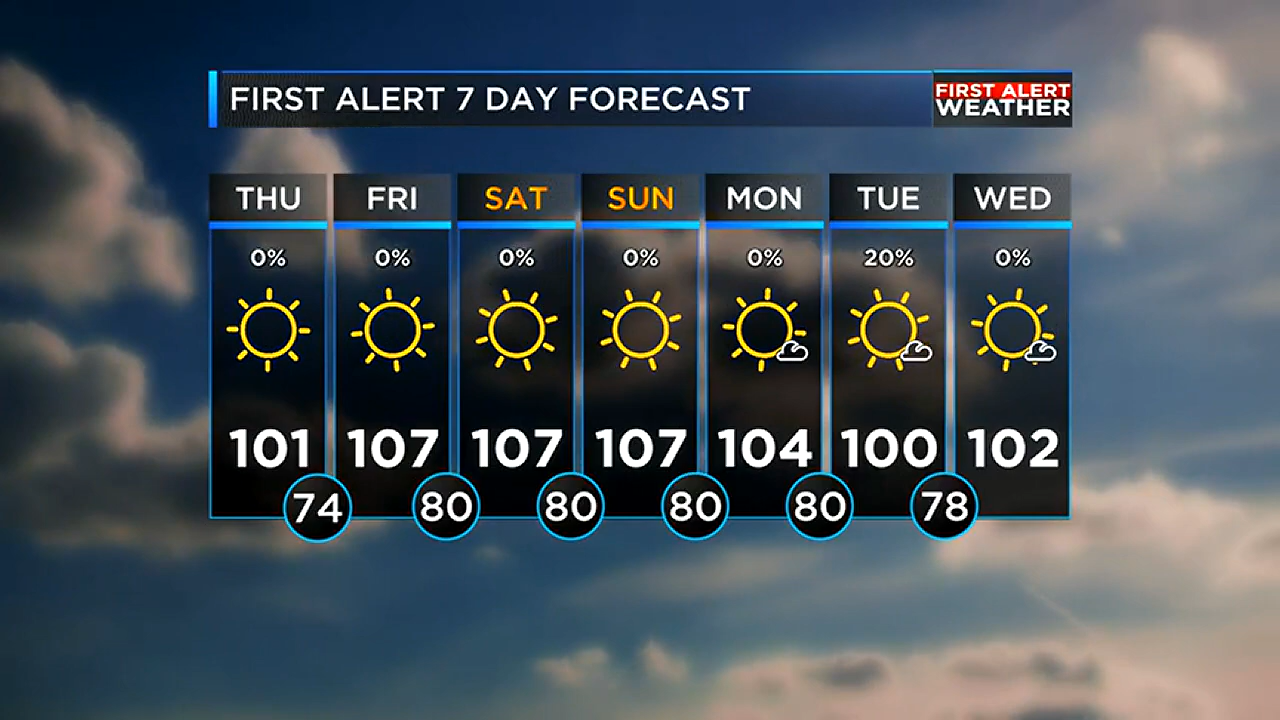 FIRST ALERT 7 DAY FORECAST
FIRST ALERT
WEATHER
THU FRI SAT SUN MON TUE WED
0% 0% 0% 0% 0% 20% 0%
101 107 107 107 104 100 102
74 80 80 80 80 78